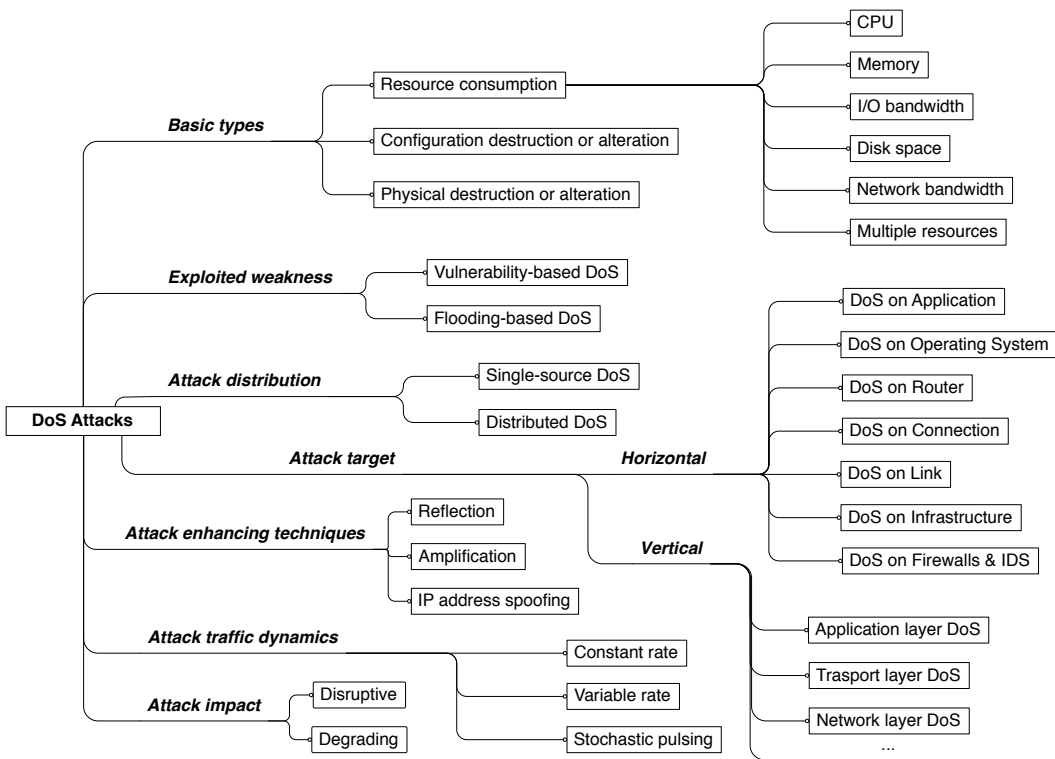 DoS Attacks
Basic types
Resource consumption
CPU
Memory
I/O bandwidth
Disk space
Network bandwidth
Multiple resources
Configuration destruction or alteration
Physical destruction or alteration
Exploited weakness
Vulnerability-based DoS
Flooding-based DoS
Attack distribution
Single-source DoS
Distributed DoS
Attack target
Horizontal
DoS on Application
DoS on Operating System
DoS on Router
DoS on Connection
DoS on Link
DoS on Infrastructure
DoS on Firewalls & IDS
Vertical
Application layer DoS
Trasport layer DoS
Network layer DoS
...
Attack enhancing techniques
Reflection
Amplification
IP address spoofing
Attack traffic dynamics
Constant rate
Variable rate
Stochastic pulsing
Attack impact
Disruptive
Degrading